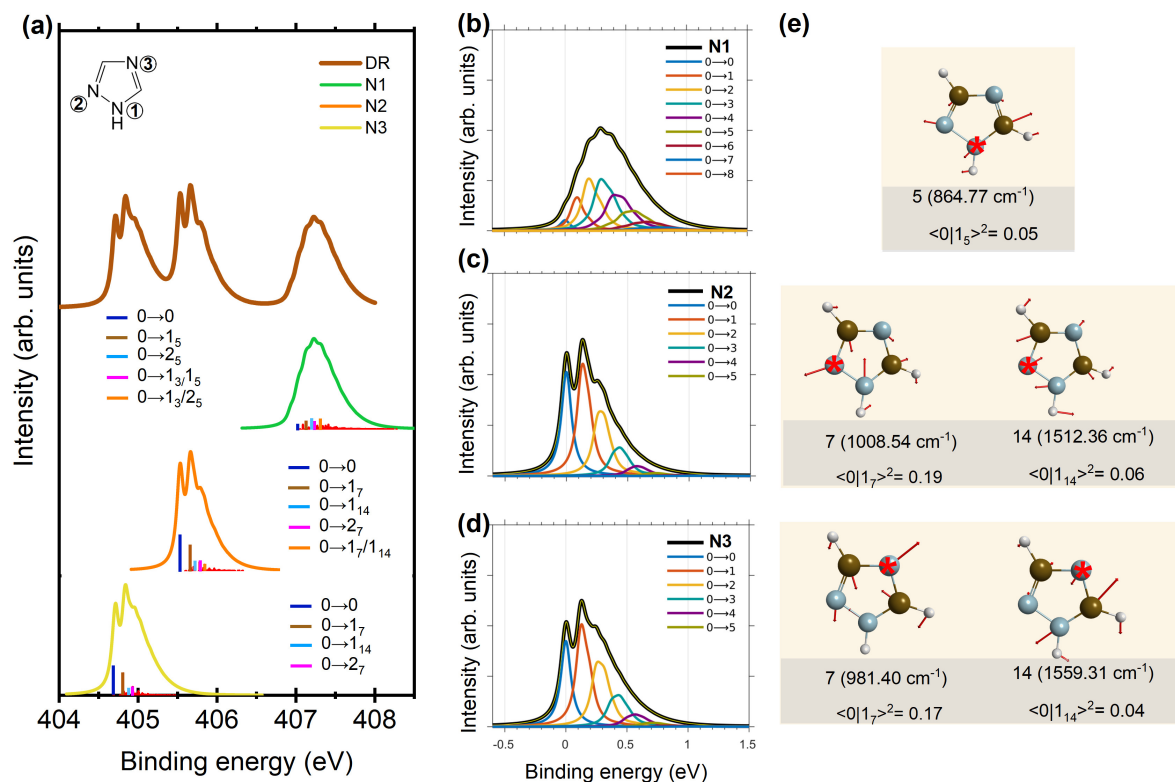 (a)
N
③
②
N
N
①
H
DR
N1
N2
N3
0→0
0→1₅
0→2₅
0→1₃/1₅
0→1₃/2₅
0→0
0→1₇
0→1₁₄
0→2₇
0→1₇/1₁₄
0→0
0→1₇
0→1₁₄
0→2₇
Intensity (arb. units)
404 405 406 407 408
Binding energy (eV)
(b)
N1
0→0
0→1
0→2
0→3
0→4
0→5
0→6
0→7
0→8
Intensity (arb. units)
(c)
N2
0→0
0→1
0→2
0→3
0→4
0→5
Intensity (arb. units)
(d)
N3
0→0
0→1
0→2
0→3
0→4
0→5
Intensity (arb. units)
-0.5 0 0.5 1 1.5
Binding energy (eV)
(e)
5 (864.77 cm⁻¹)
<0|1₅>²= 0.05
7 (1008.54 cm⁻¹)
<0|1₇>²= 0.19
14 (1512.36 cm⁻¹)
<0|1₁₄>²= 0.06
7 (981.40 cm⁻¹)
<0|1₇>²= 0.17
14 (1559.31 cm⁻¹)
<0|1₁₄>²= 0.04